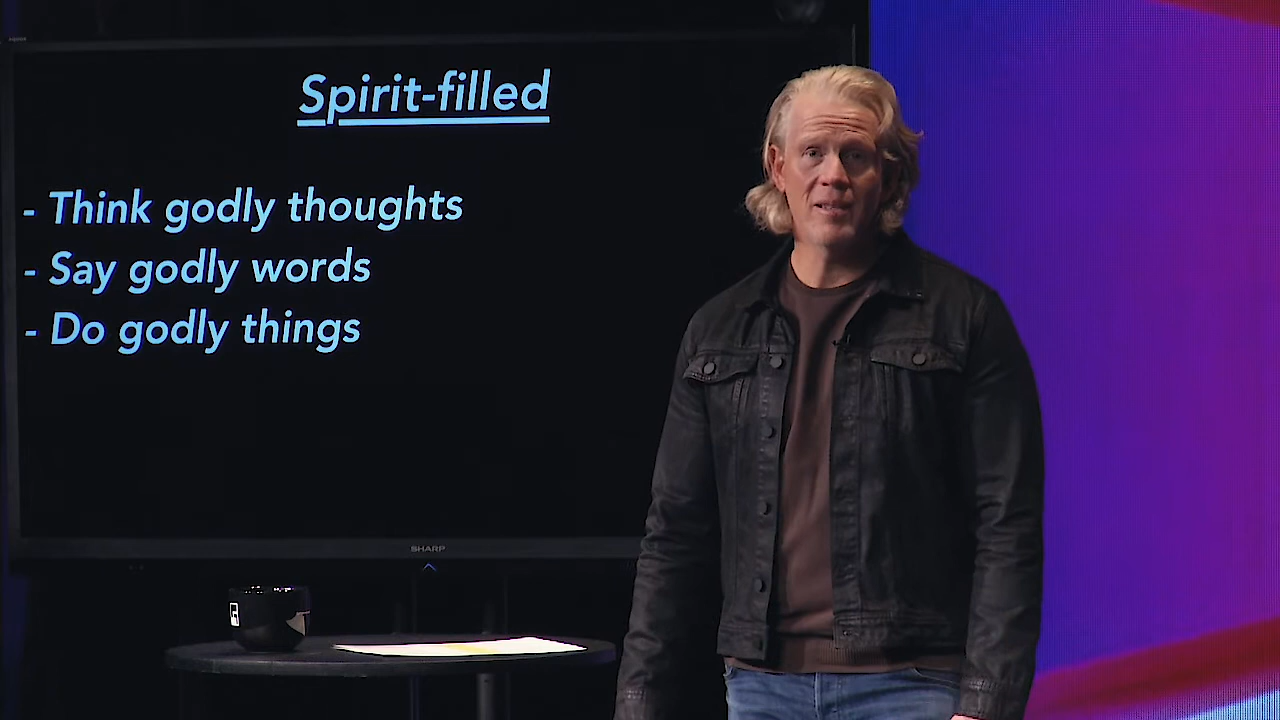 Spirit-filled
- Think godly thoughts
- Say godly words
- Do godly things
SHARP